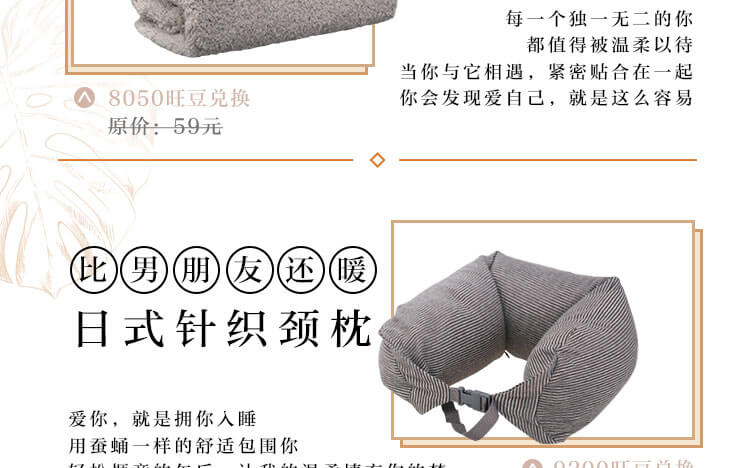 每一个独一无二的你
都值得被温柔以待
当你与它相遇，紧密贴合在一起
你会发现爱自己，就是这么容易
8050旺豆兑换
原价：59元
比男朋友还暖
日式针织颈枕
爱你，就是拥你入睡
用蚕蛹一样的舒适包围你